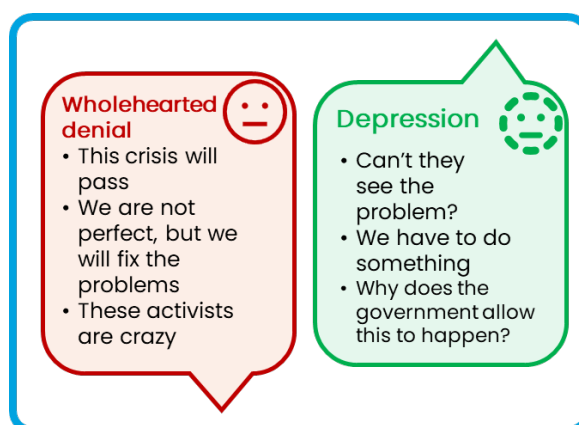 Wholehearted
denial
• This crisis will
pass
• We are not
perfect, but we
will fix the
problems
• These activists
are crazy
Depression
• Can't they
see the
problem?
• We have to do
something
• Why does the
government allow
this to happen?